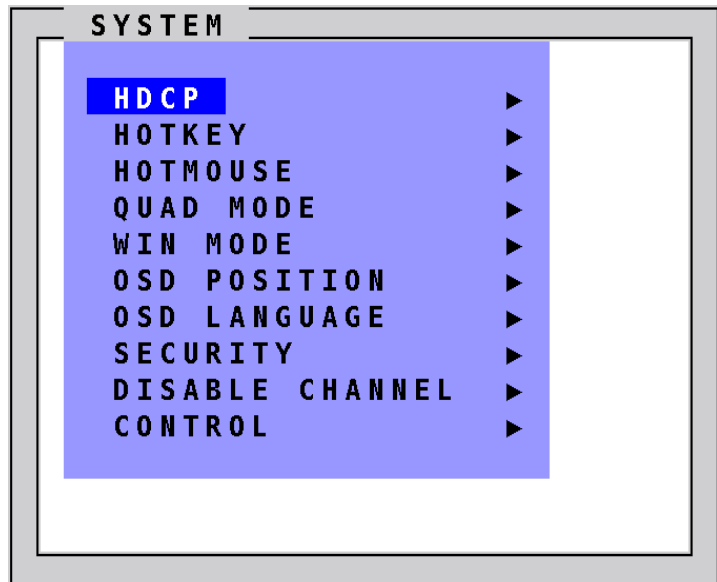 SYSTEM
HDCP
HOTKEY
HOTMOUSE
QUAD MODE
WIN MODE
OSD POSITION
OSD LANGUAGE
SECURITY
DISABLE CHANNEL
CONTROL